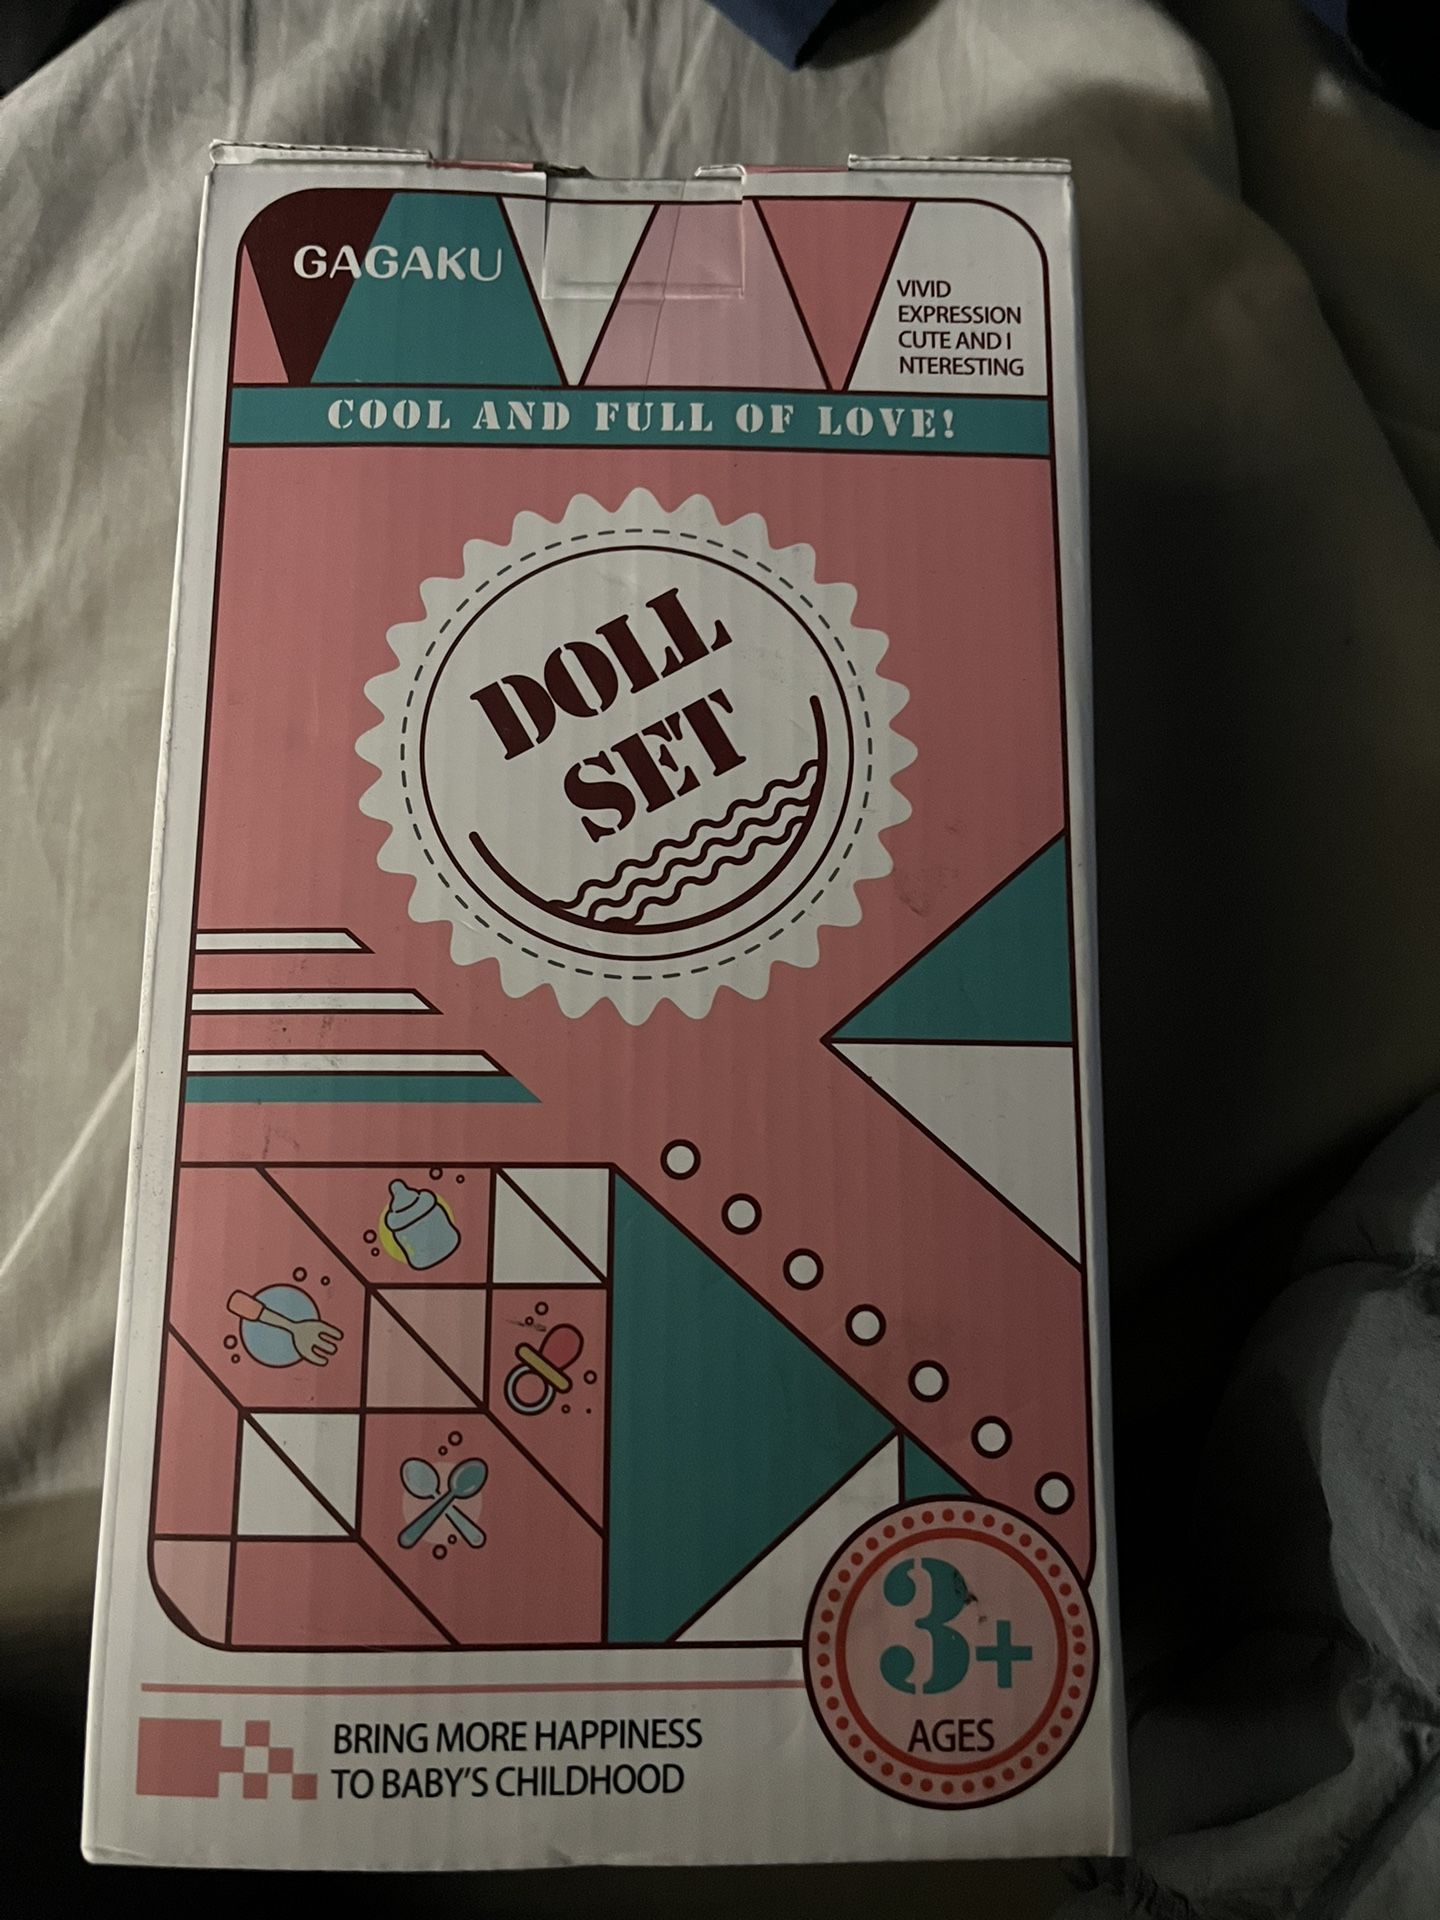 GAGAKU
VIVID
EXPRESSION
CUTE AND I
NTERESTING
COOL AND FULL OF LOVE!
DOLL
SET
3+
AGES
BRING MORE HAPPINESS
TO BABY'S CHILDHOOD